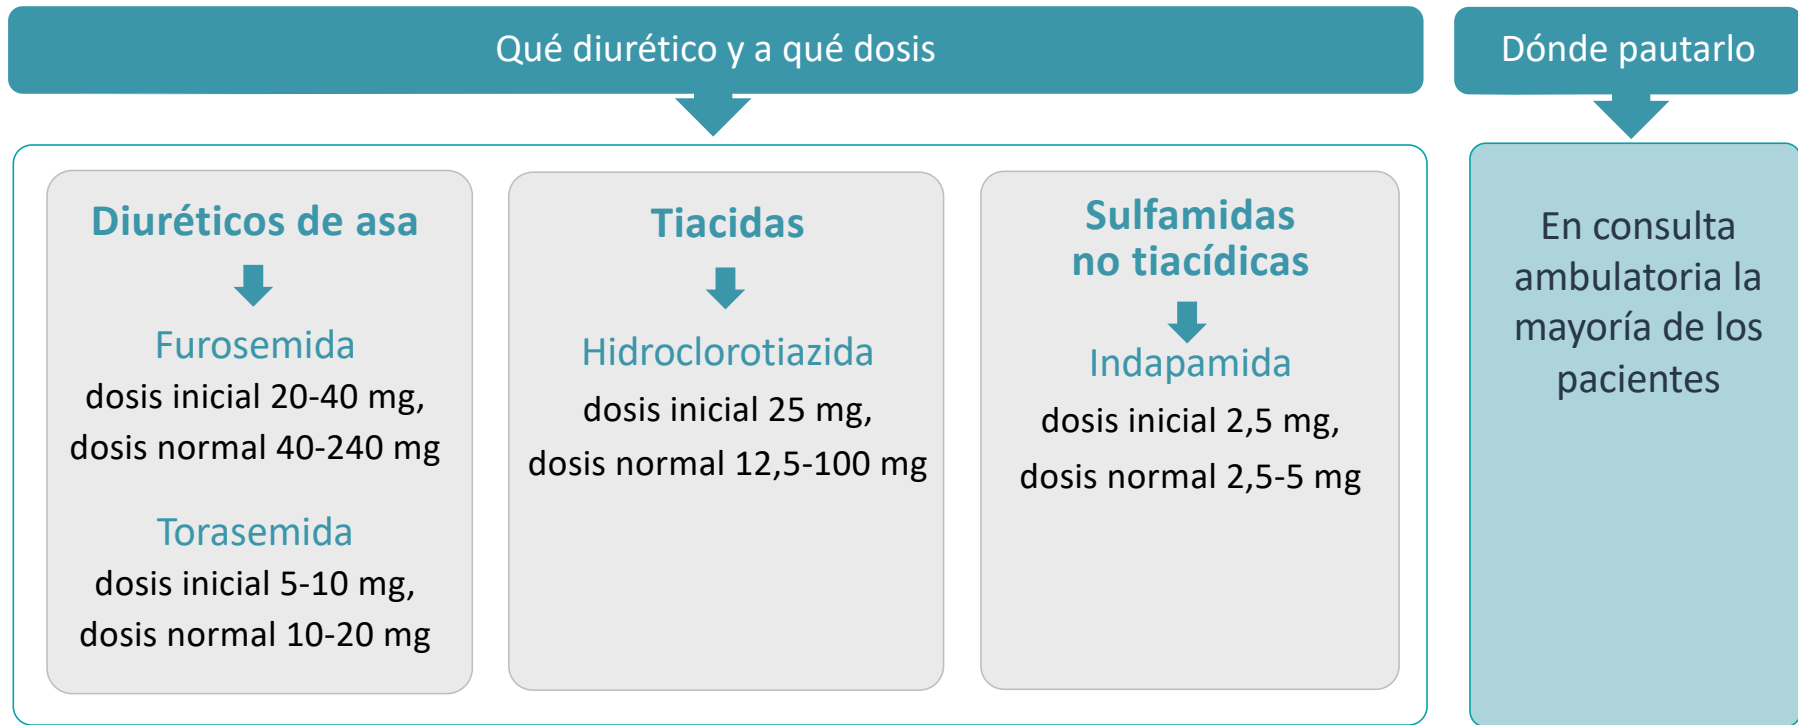 Qué diurético y a qué dosis
Dónde pautarlo
Diuréticos de asa
Furosemida
dosis inicial 20-40 mg,
dosis normal 40-240 mg
Torasemida
dosis inicial 5-10 mg,
dosis normal 10-20 mg
Tiacidas
Hidroclorotiazida
dosis inicial 25 mg,
dosis normal 12,5-100 mg
Sulfamidas
no tiacídicas
Indapamida
dosis inicial 2,5 mg,
dosis normal 2,5-5 mg
En consulta
ambulatoria la
mayoría de los
pacientes